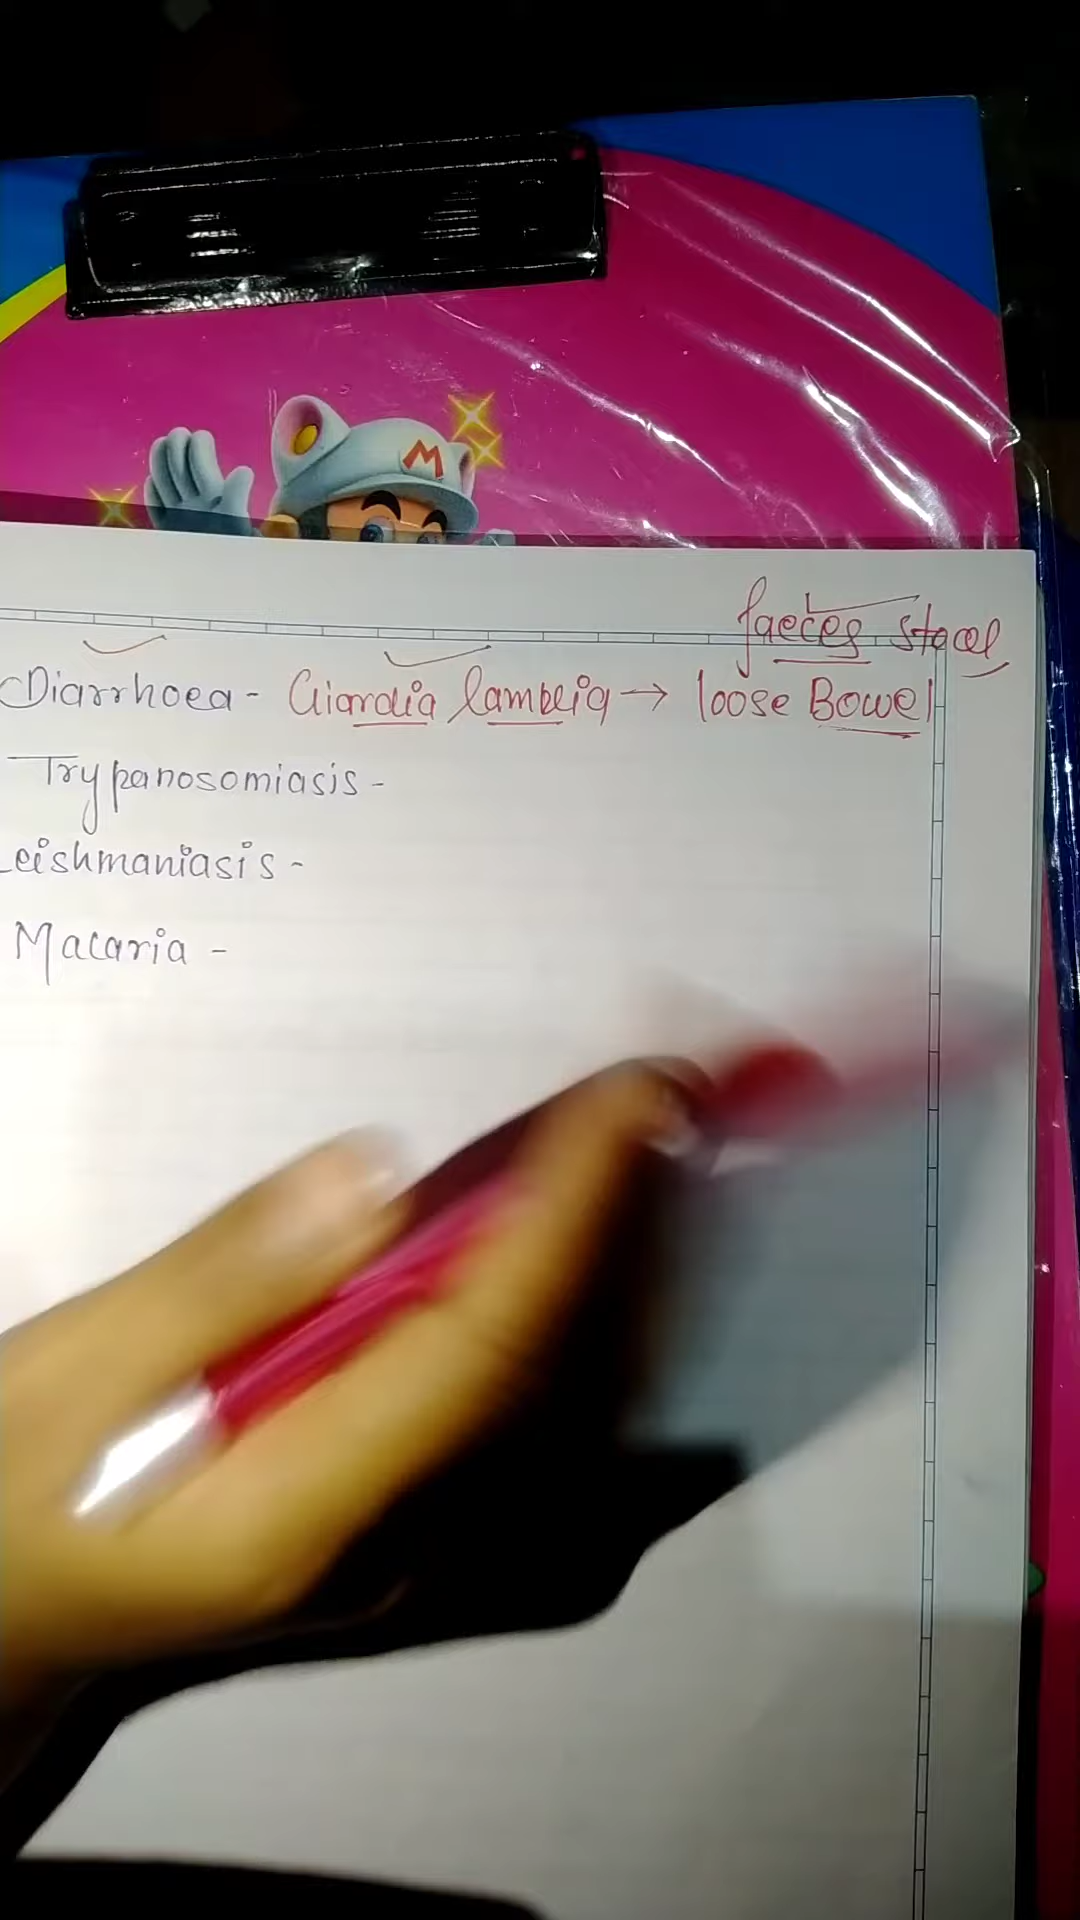 M
faeces stool
Diarrhoea - Giardia lamblia → loose Bowel
Trypanosomiasis -
Leishmaniasis -
Malaria -